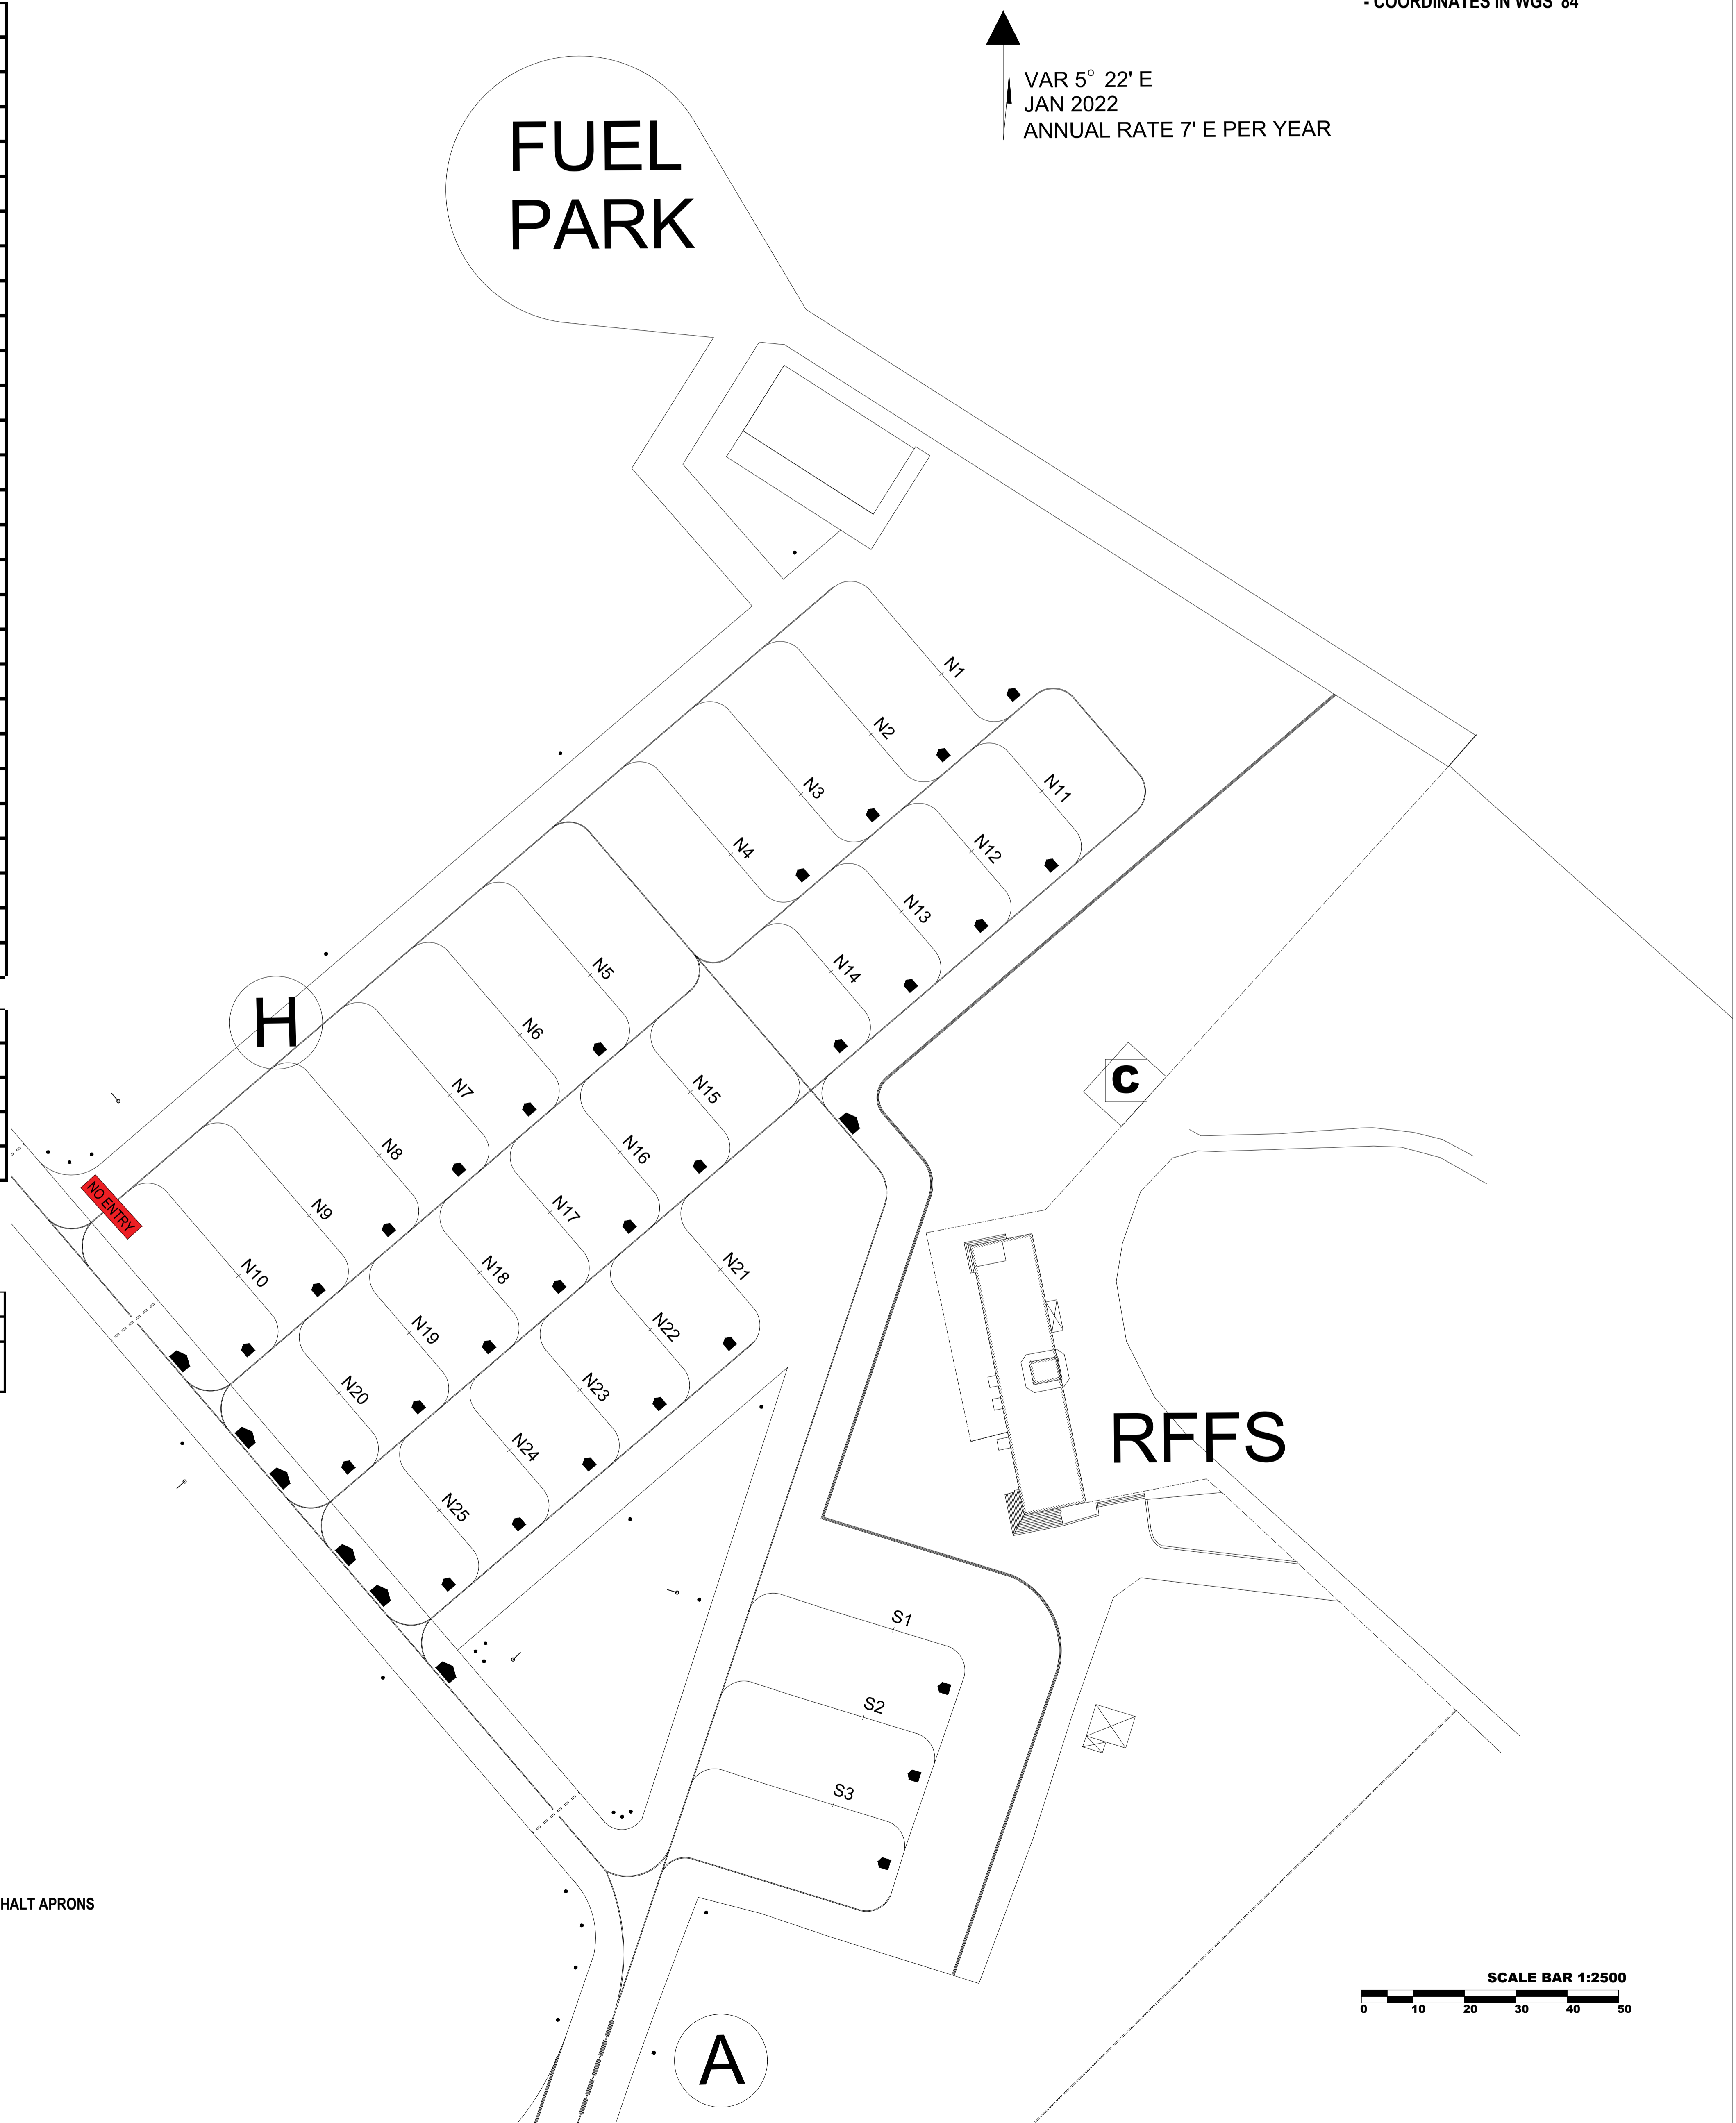 - COORDINATES IN WGS '84
VAR 5° 22' E
JAN 2022
ANNUAL RATE 7' E PER YEAR
FUEL
PARK
N1
N2
N3
N4
N11
N12
N13
N14
N5
N6
N7
N8
N9
N10
H
NO ENTRY
C
N15
N16
N17
N18
N19
N20
N21
N22
N23
N24
N25
RFFS
S1
S2
S3
HALT APRONS
A
SCALE BAR 1:2500
0 10 20 30 40 50